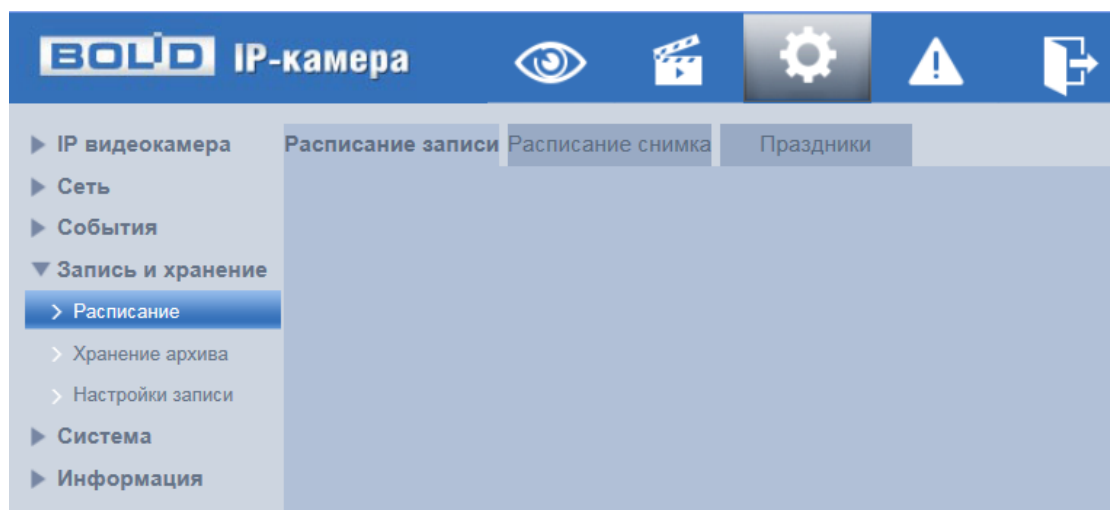 BOLID IP-камера
IP видеокамера
Сеть
События
Запись и хранение
Расписание
Хранение архива
Настройки записи
Система
Информация
Расписание записи Расписание снимка Праздники